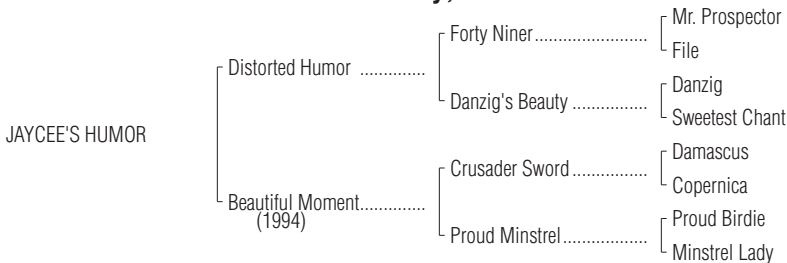 Mr. Prospector
Forty Niner.......................
File
Distorted Humor ..............
Danzig
Danzig's Beauty ................
Sweetest Chant
JAYCEE'S HUMOR
Damascus
Crusader Sword................
Copernica
Beautiful Moment..............
(1994)
Proud Birdie
Proud Minstrel..................
Minstrel Lady